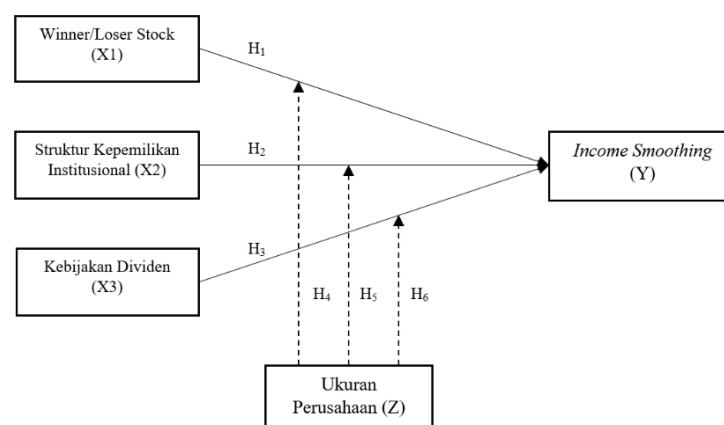 Winner/Loser Stock
(X1)
H1
Struktur Kepemilikan
Institusional (X2)
H2
Income Smoothing
(Y)
Kebijakan Dividen
(X3)
H3
H4
H5
H6
Ukuran
Perusahaan (Z)